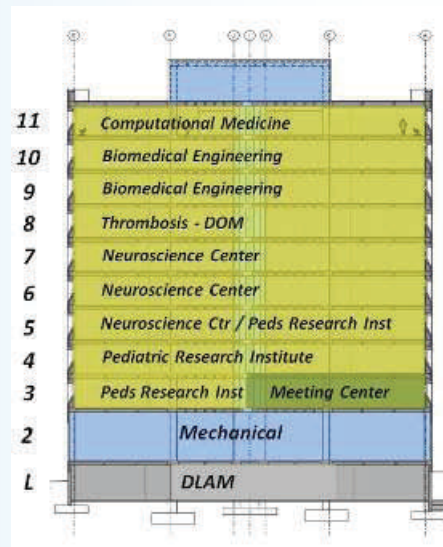 11 Computational Medicine
10 Biomedical Engineering
9 Biomedical Engineering
8 Thrombosis - DOM
7 Neuroscience Center
6 Neuroscience Center
5 Neuroscience Ctr / Peds Research Inst
4 Pediatric Research Institute
3 Peds Research Inst Meeting Center
2 Mechanical
L DLAM